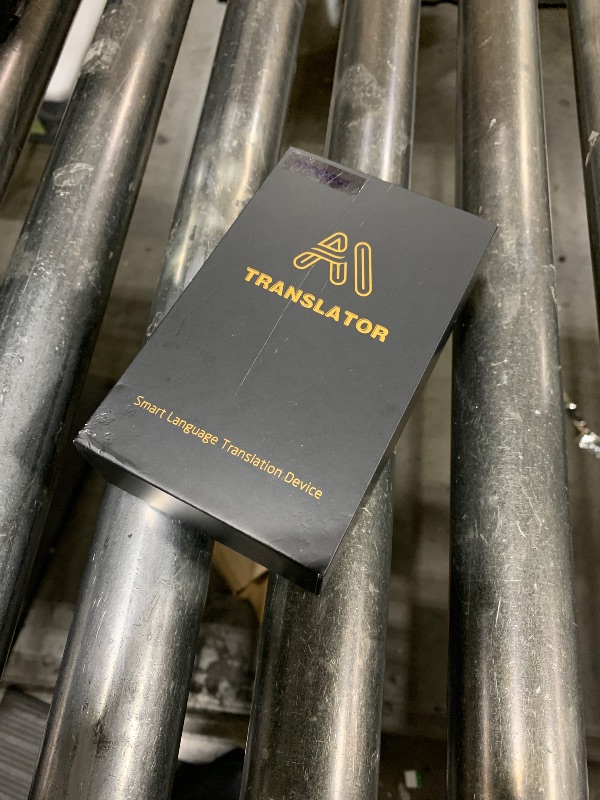 AI
TRANSLATOR
Smart Language Translation Device